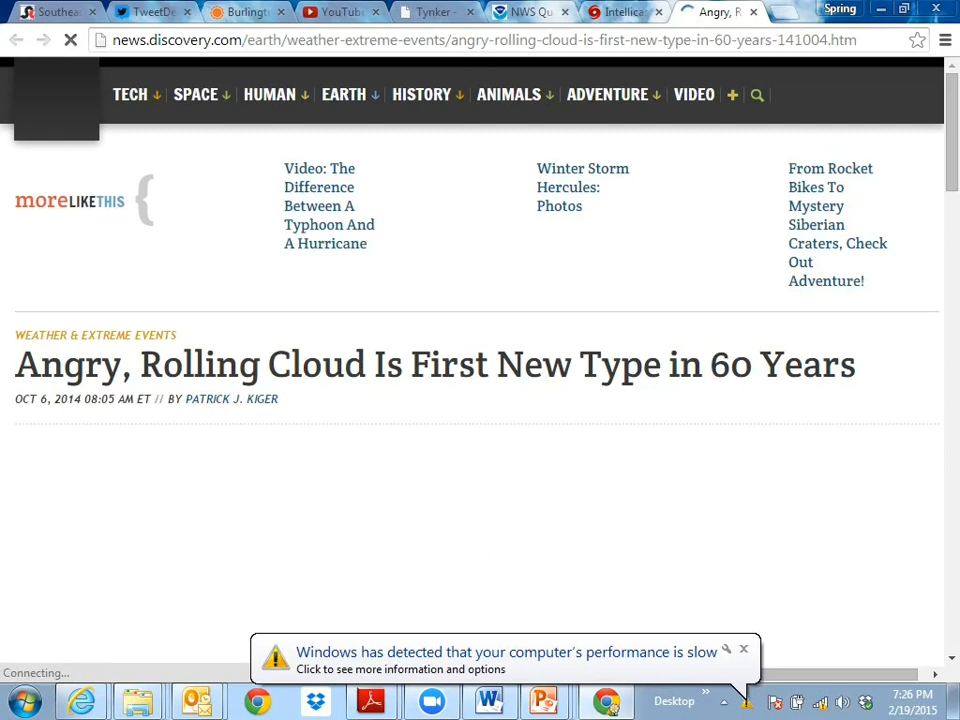 Southeas
TweetDe
Burlingt
YouTube
Tynker -
NWS Qu
Intellica
Angry, R
Spring
news.discovery.com/earth/weather-extreme-events/angry-rolling-cloud-is-first-new-type-in-60-years-141004.htm
TECH
SPACE
HUMAN
EARTH
HISTORY
ANIMALS
ADVENTURE
VIDEO
moreLIKETHIS
Video: The
Difference
Between A
Typhoon And
A Hurricane
Winter Storm
Hercules:
Photos
From Rocket
Bikes To
Mystery
Siberian
Craters, Check
Out
Adventure!
WEATHER & EXTREME EVENTS
Angry, Rolling Cloud Is First New Type in 60 Years
OCT 6, 2014 08:05 AM ET // BY PATRICK J. KIGER
Windows has detected that your computer's performance is slow
Click to see more information and options
Connecting...
Desktop
7:26 PM
2/19/2015